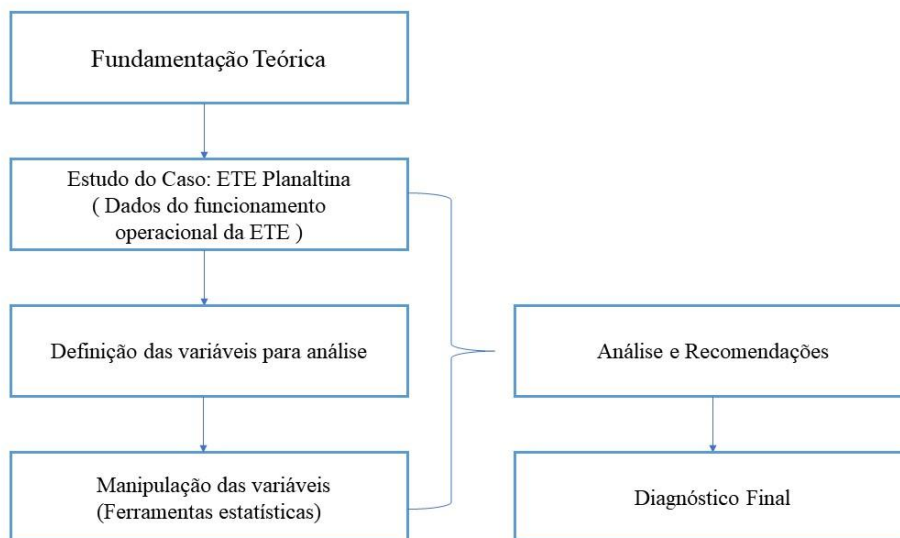 Fundamentação Teórica
Estudo do Caso: ETE Planaltina
( Dados do funcionamento
operacional da ETE )
Definição das variáveis para análise
Manipulação das variáveis
(Ferramentas estatísticas)
Análise e Recomendações
Diagnóstico Final